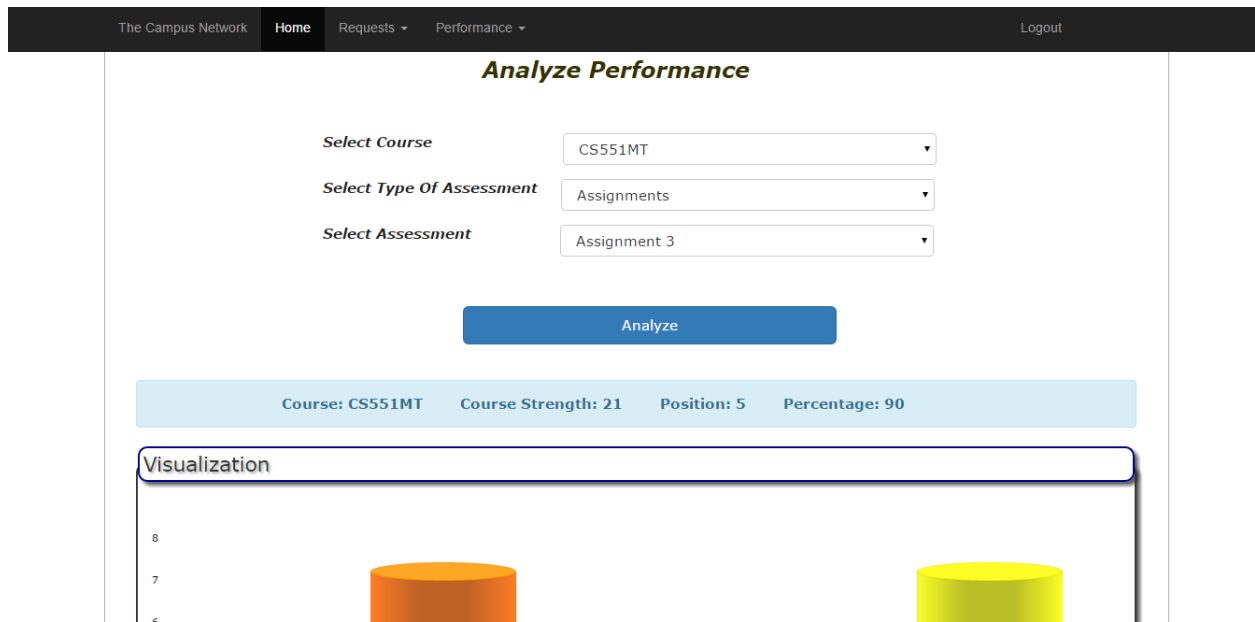 The Campus Network Home Requests Performance Logout
Analyze Performance
Select Course CS551MT
Select Type Of Assessment Assignments
Select Assessment Assignment 3
Analyze
Course: CS551MT Course Strength: 21 Position: 5 Percentage: 90
Visualization
8
7
6